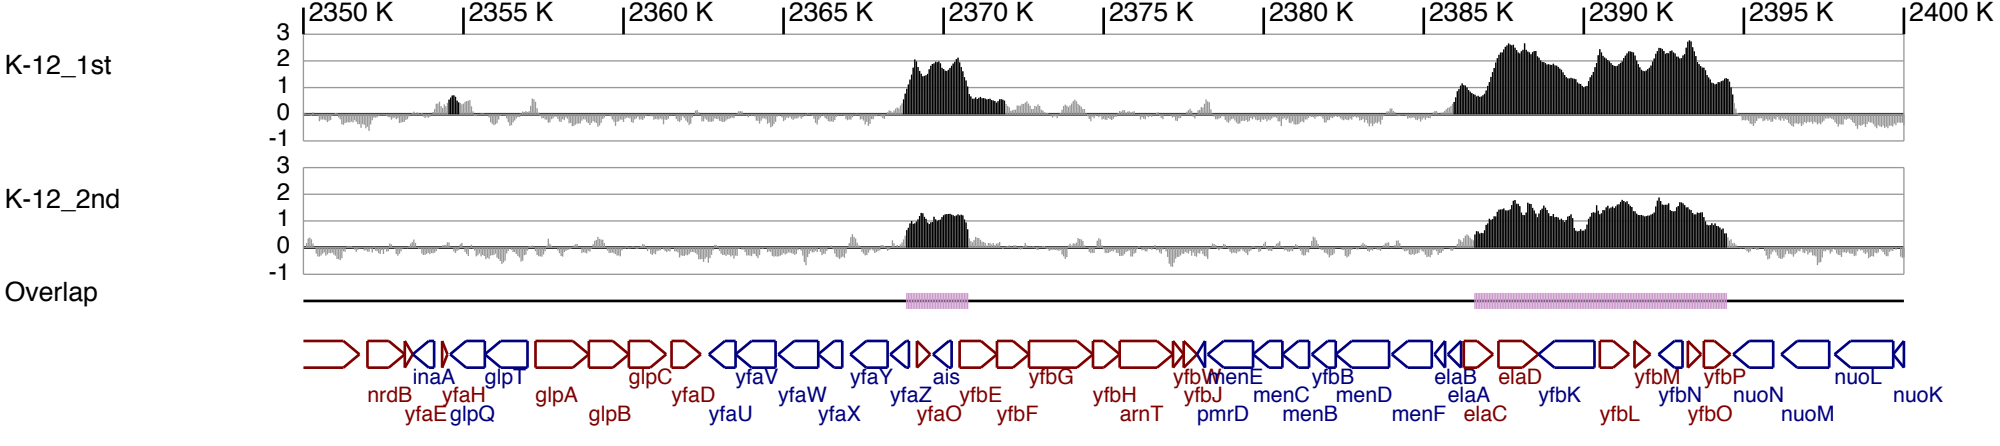 2350 K 2355 K 2360 K 2365 K 2370 K 2375 K 2380 K 2385 K 2390 K 2395 K 2400 K
3
K-12_1st
2
1
0
-1
3
K-12_2nd
2
1
0
-1
Overlap
inaA glpT glpC yfaV yfaY ais yfbG yfbW menE yfbB elaB elaD yfbM yfbP nuoL
nrdB yfaH glpA yfaD yfaW yfaZ yfbE yfbH yfbJ menC menD elaA yfbK yfbN nuoN nuoK
yfaE glpQ glpB yfaU yfaX yfaO yfbF arnT pmrD menB menF elaC yfbL yfbO nuoM